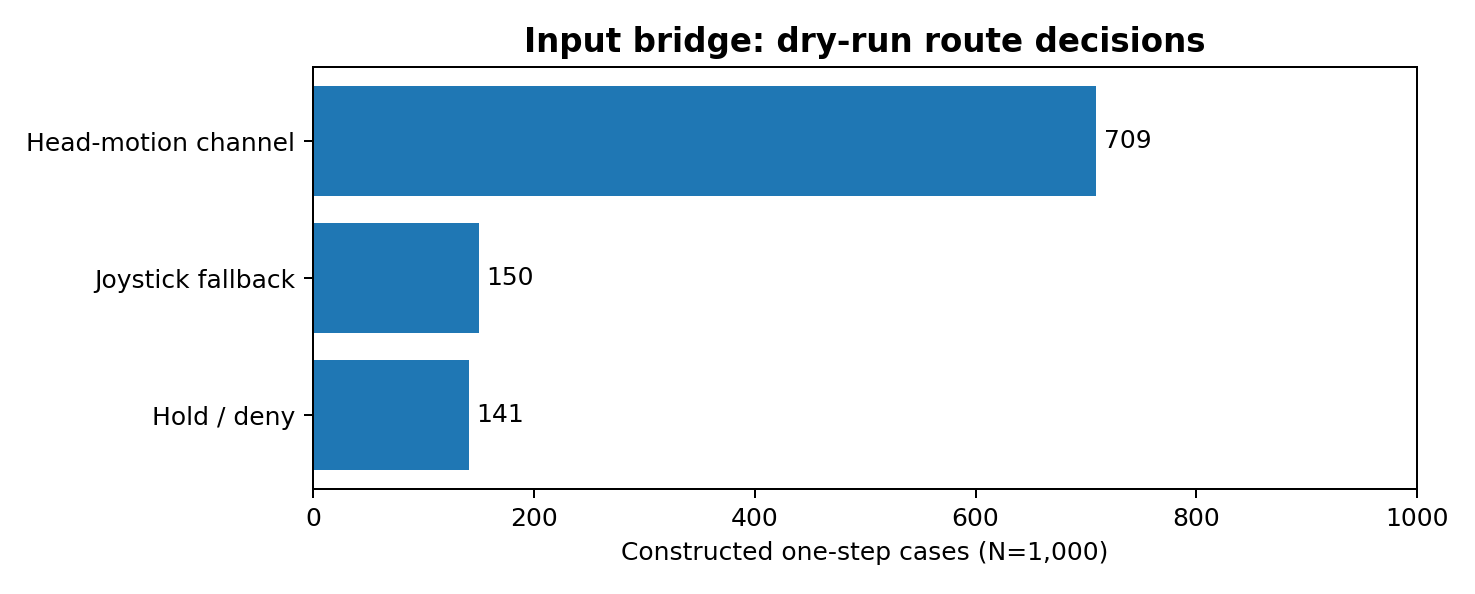 Input bridge: dry-run route decisions
Head-motion channel
709
Joystick fallback
150
Hold / deny
141
0 200 400 600 800 1000
Constructed one-step cases (N=1,000)